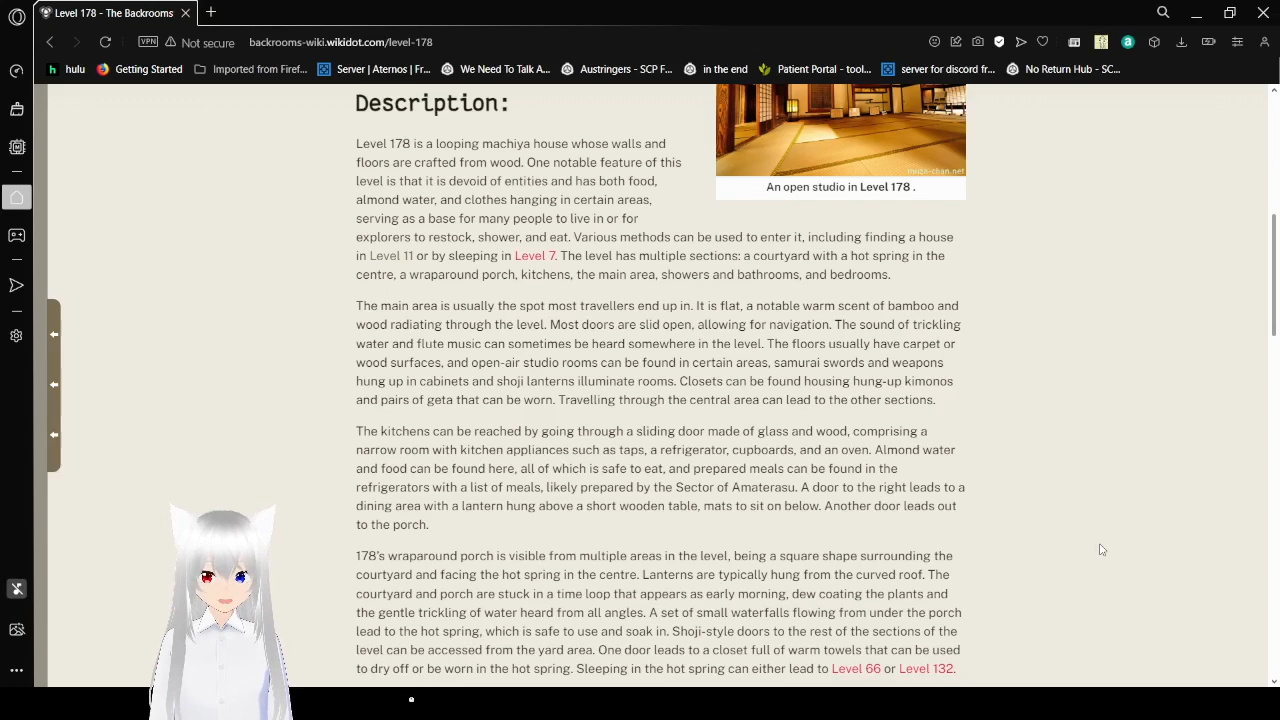 Level 178 - The Backrooms
VPN
Not secure
backrooms-wiki.wikidot.com/level-178
hulu
Getting Started
Imported from Firef...
Server | Aternos | Fr...
We Need To Talk A...
Austringers - SCP F...
in the end
Patient Portal - tool...
server for discord fr...
No Return Hub - SC...
Description:
Level 178 is a looping machiya house whose walls and
floors are crafted from wood. One notable feature of this
level is that it is devoid of entities and has both food,
almond water, and clothes hanging in certain areas,
serving as a base for many people to live in or for
explorers to restock, shower, and eat. Various methods can be used to enter it, including finding a house
in Level 11 or by sleeping in Level 7. The level has multiple sections: a courtyard with a hot spring in the
centre, a wraparound porch, kitchens, the main area, showers and bathrooms, and bedrooms.
An open studio in Level 178 .
The main area is usually the spot most travellers end up in. It is flat, a notable warm scent of bamboo and
wood radiating through the level. Most doors are slid open, allowing for navigation. The sound of trickling
water and flute music can sometimes be heard somewhere in the level. The floors usually have carpet or
wood surfaces, and open-air studio rooms can be found in certain areas, samurai swords and weapons
hung up in cabinets and shoji lanterns illuminate rooms. Closets can be found housing hung-up kimonos
and pairs of geta that can be worn. Travelling through the central area can lead to the other sections.
The kitchens can be reached by going through a sliding door made of glass and wood, comprising a
narrow room with kitchen appliances such as taps, a refrigerator, cupboards, and an oven. Almond water
and food can be found here, all of which is safe to eat, and prepared meals can be found in the
refrigerators with a list of meals, likely prepared by the Sector of Amaterasu. A door to the right leads to a
dining area with a lantern hung above a short wooden table, mats to sit on below. Another door leads out
to the porch.
178's wraparound porch is visible from multiple areas in the level, being a square shape surrounding the
courtyard and facing the hot spring in the centre. Lanterns are typically hung from the curved roof. The
courtyard and porch are stuck in a time loop that appears as early morning, dew coating the plants and
the gentle trickling of water heard from all angles. A set of small waterfalls flowing from under the porch
lead to the hot spring, which is safe to use and soak in. Shoji-style doors to the rest of the sections of the
level can be accessed from the yard area. One door leads to a closet full of warm towels that can be used
to dry off or be worn in the hot spring. Sleeping in the hot spring can either lead to Level 66 or Level 132.